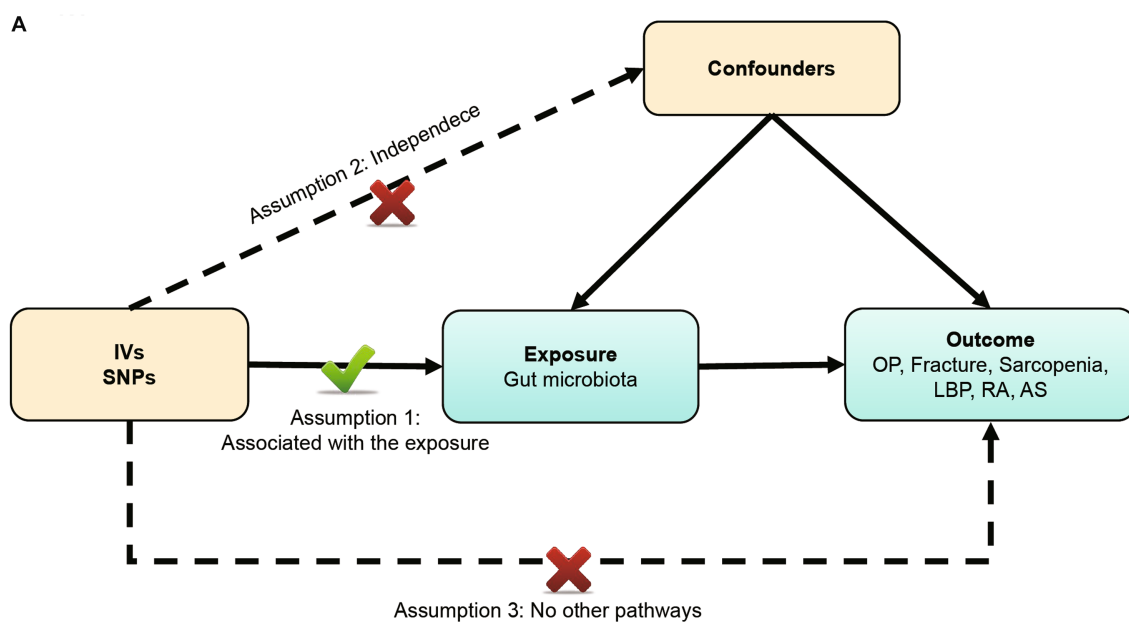 A
Confounders
Assumption 2: Independece
IVs
SNPs
Exposure
Gut microbiota
Outcome
OP, Fracture, Sarcopenia,
LBP, RA, AS
Assumption 1:
Associated with the exposure
Assumption 3: No other pathways